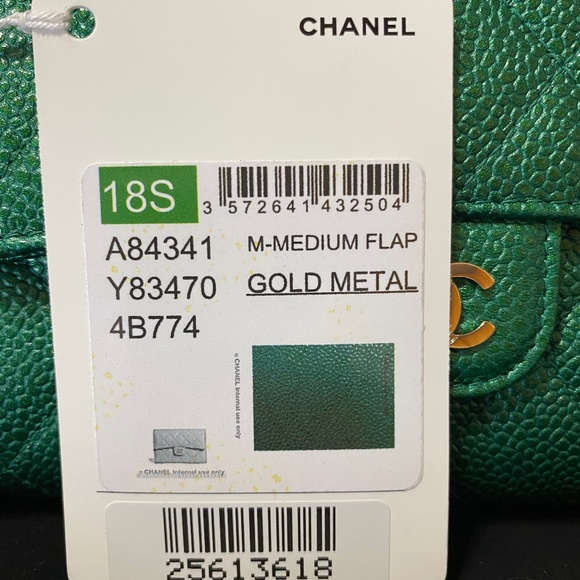 CHANEL
18S
3 572641 432504
A84341 M-MEDIUM FLAP
Y83470 GOLD METAL
4B774
© CHANEL Internal use only
© CHANEL Internal use only
25613618